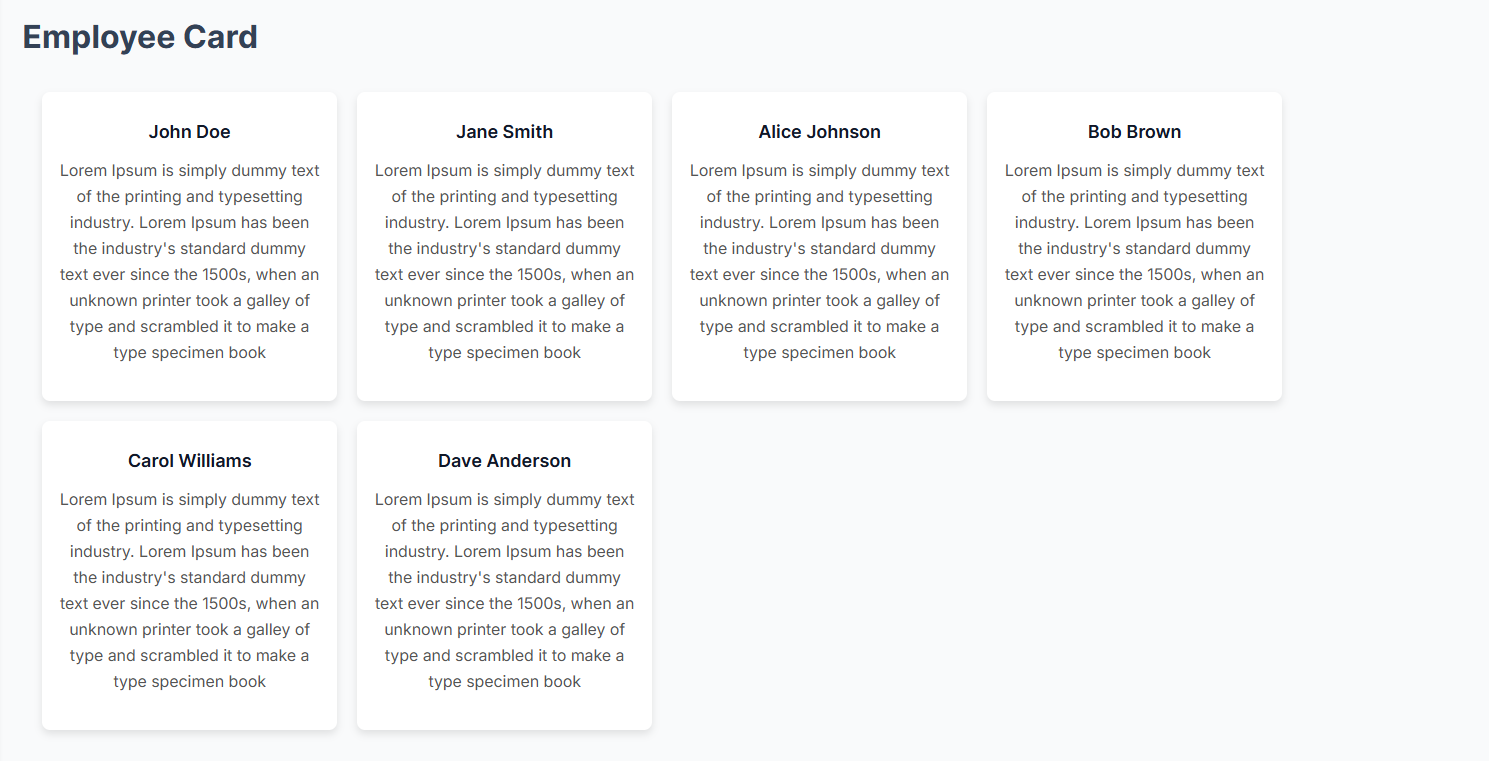 Employee Card
John Doe
Lorem Ipsum is simply dummy text
of the printing and typesetting
industry. Lorem Ipsum has been
the industry's standard dummy
text ever since the 1500s, when an
unknown printer took a galley of
type and scrambled it to make a
type specimen book
Jane Smith
Lorem Ipsum is simply dummy text
of the printing and typesetting
industry. Lorem Ipsum has been
the industry's standard dummy
text ever since the 1500s, when an
unknown printer took a galley of
type and scrambled it to make a
type specimen book
Alice Johnson
Lorem Ipsum is simply dummy text
of the printing and typesetting
industry. Lorem Ipsum has been
the industry's standard dummy
text ever since the 1500s, when an
unknown printer took a galley of
type and scrambled it to make a
type specimen book
Bob Brown
Lorem Ipsum is simply dummy text
of the printing and typesetting
industry. Lorem Ipsum has been
the industry's standard dummy
text ever since the 1500s, when an
unknown printer took a galley of
type and scrambled it to make a
type specimen book
Carol Williams
Lorem Ipsum is simply dummy text
of the printing and typesetting
industry. Lorem Ipsum has been
the industry's standard dummy
text ever since the 1500s, when an
unknown printer took a galley of
type and scrambled it to make a
type specimen book
Dave Anderson
Lorem Ipsum is simply dummy text
of the printing and typesetting
industry. Lorem Ipsum has been
the industry's standard dummy
text ever since the 1500s, when an
unknown printer took a galley of
type and scrambled it to make a
type specimen book